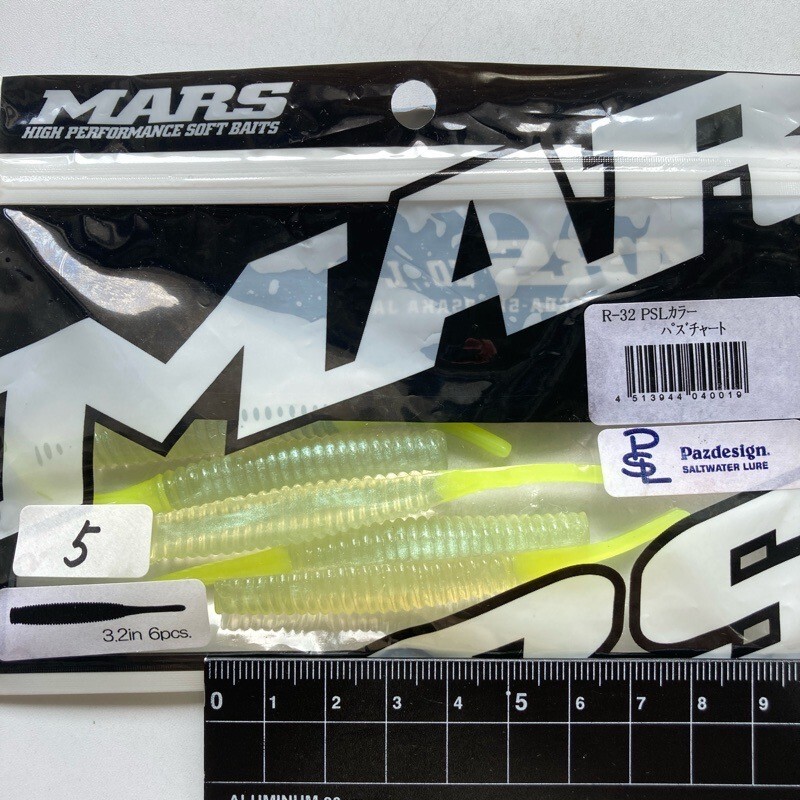 MARS
HIGH PERFORMANCE SOFT BAITS
MAR
R-32 PSLカラー
パズチャート
4 513944 040019
PSL
Pazdesign.
SALTWATER LURE
5
3.2in 6pcs.
0 1 2 3 4 5 6 7 8 9